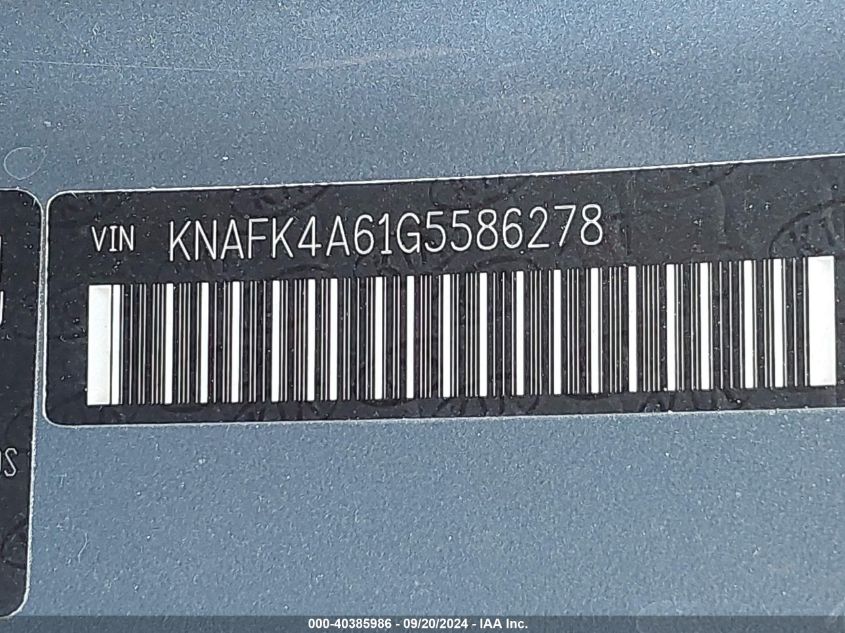 VIN KNAFK4A61G5586278
000-40385986 - 09/20/2024 - IAA Inc.